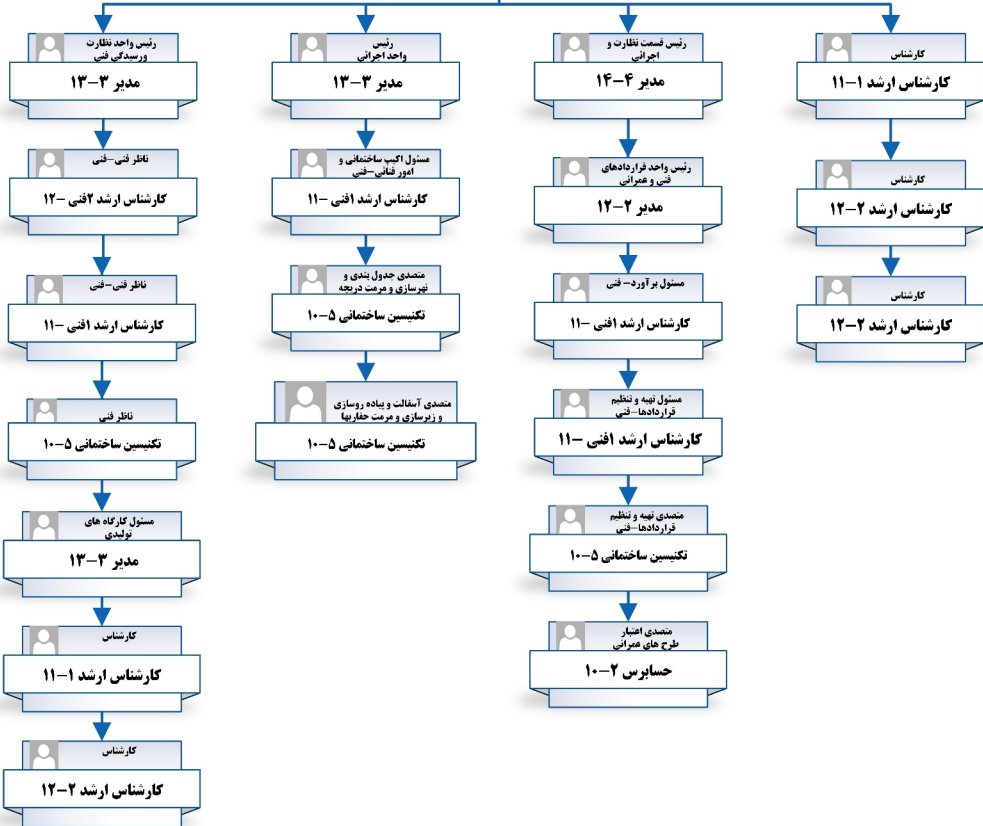 کارشناس
کارشناس ارشد ۱-۱۱
کارشناس
کارشناس ارشد ۲-۱۲
کارشناس
کارشناس ارشد ۲-۱۲
رئیس قسمت نظارت و
اجرائی
مدیر ۴-۱۴
رئیس واحد قراردادهای
فنی و عمرانی
مدیر ۲-۱۲
مسئول برآورد- فنی
کارشناس ارشد ۱فنی -۱۱
مسئول تهیه و تنظیم
قراردادها-فنی
کارشناس ارشد ۱فنی -۱۱
متصدی تهیه و تنظیم
قراردادها-فنی
تکنیسین ساختمانی ۵-۱۰
متصدی اعتبار
طرح های عمرانی
حسابرس ۲-۱۰
رئیس
واحد اجرائی
مدیر ۳-۱۳
مسئول اکیپ ساختمانی و
امور قنائی-فنی
کارشناس ارشد ۱فنی -۱۱
متصدی جدول بندی و
نهرسازی و مرمت دریچه
تکنیسین ساختمانی ۵-۱۰
متصدی آسفالت و پیاده روسازی
و زیرسازی و مرمت حفاریها
تکنیسین ساختمانی ۵-۱۰
رئیس واحد نظارت
ورسیدگی فنی
مدیر ۳-۱۳
ناظر فنی-فنی
کارشناس ارشد ۲فنی -۱۲
ناظر فنی-فنی
کارشناس ارشد ۱فنی -۱۱
ناظر فنی
تکنیسین ساختمانی ۵-۱۰
مسئول کارگاه های
تولیدی
مدیر ۳-۱۳
کارشناس
کارشناس ارشد ۱-۱۱
کارشناس
کارشناس ارشد ۲-۱۲